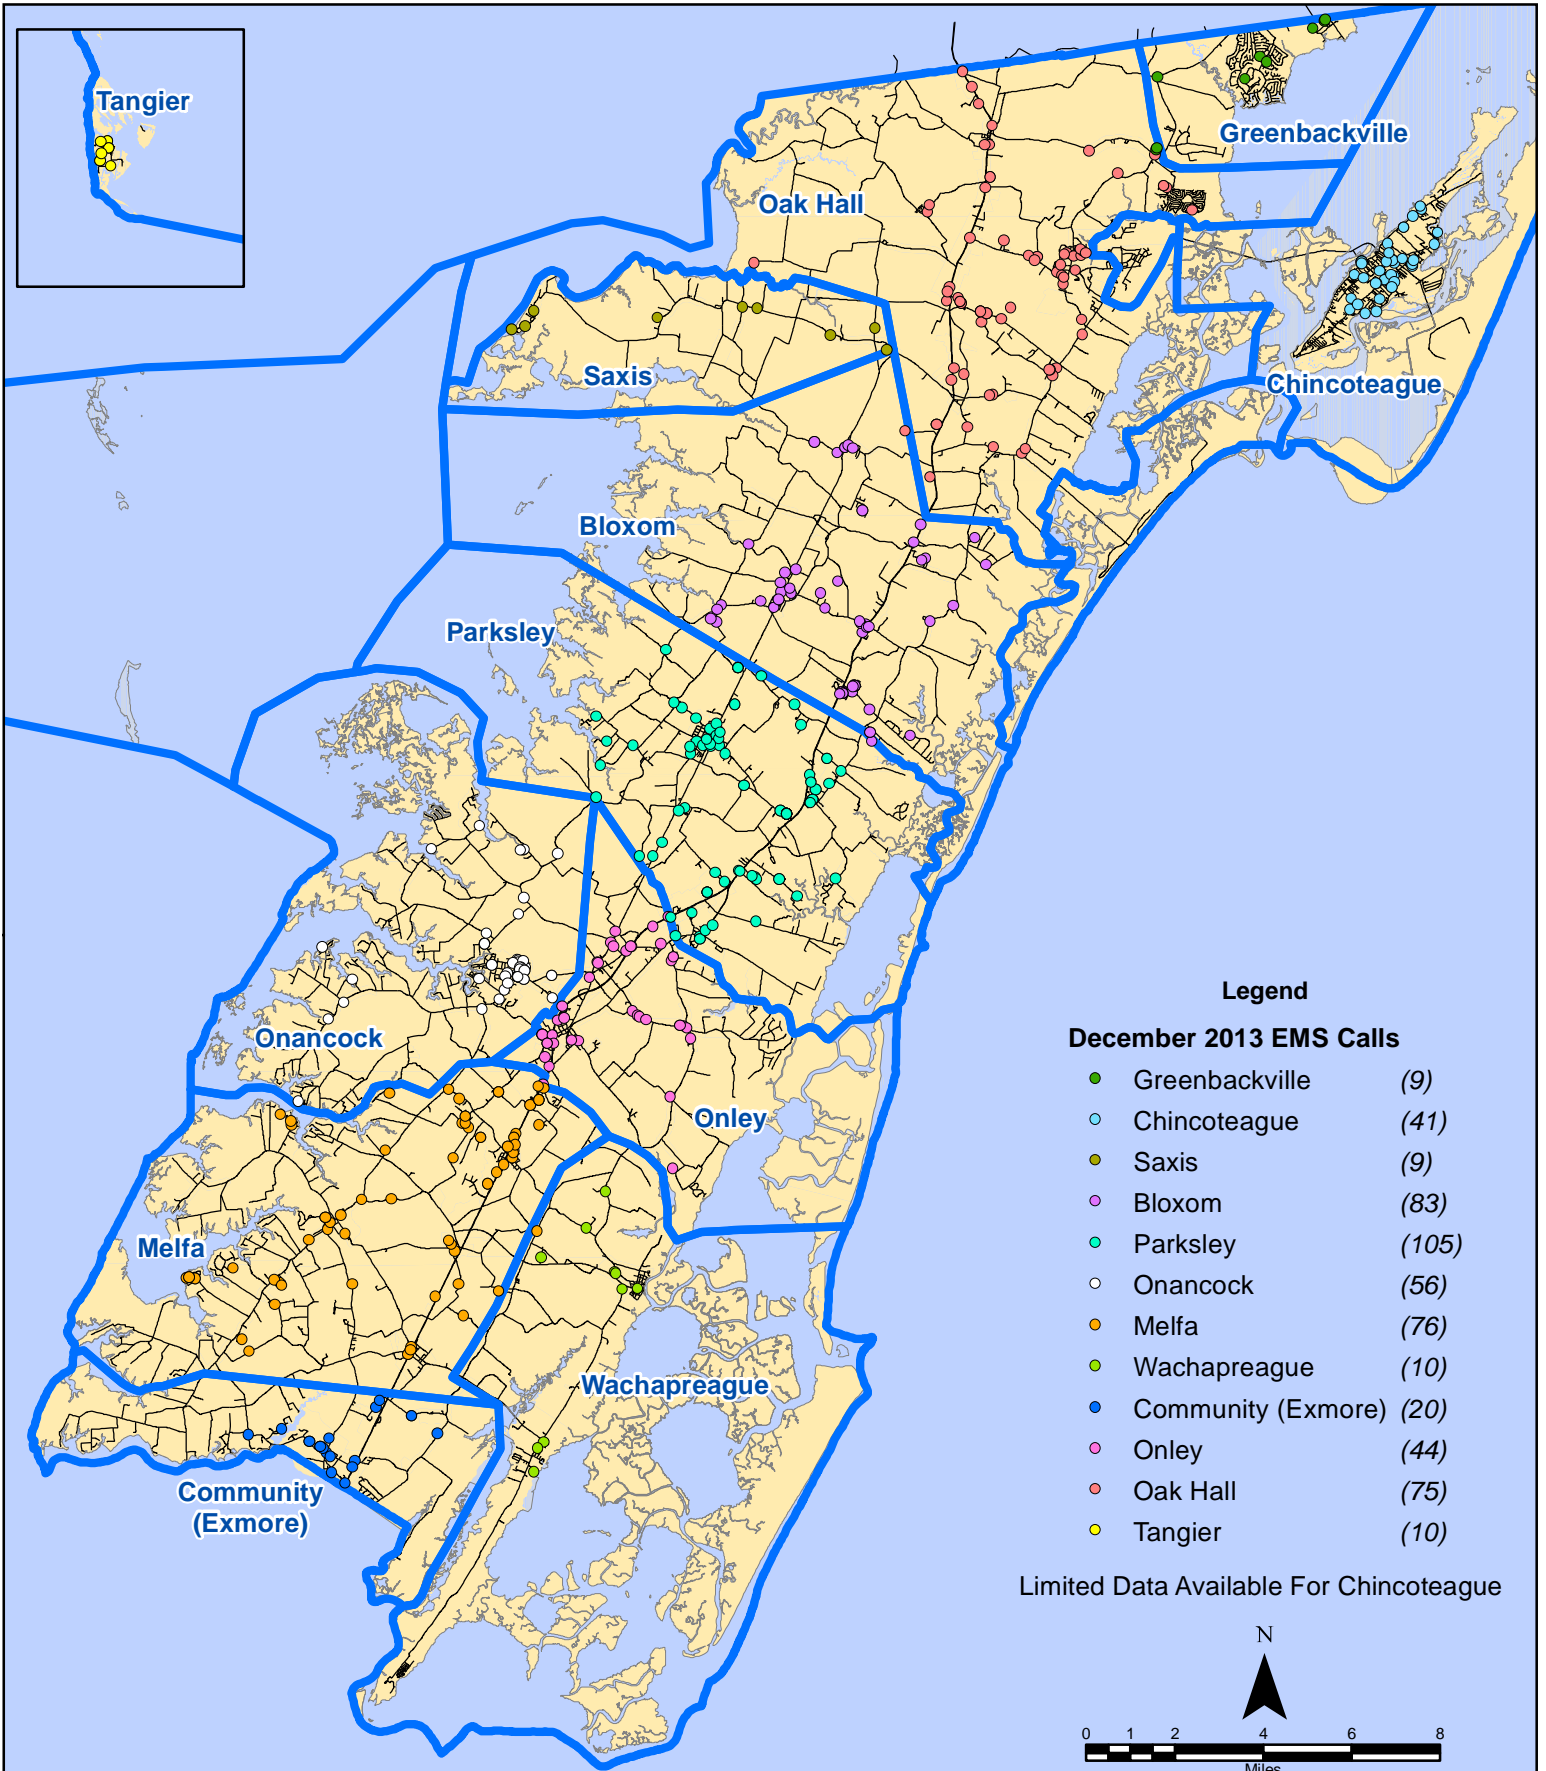 Tangier
Greenbackville
Oak Hall
Saxis
Chincoteague
Bloxom
Parksley
Onancock
Onley
Melfa
Wachapreague
Community
(Exmore)
Legend
December 2013 EMS Calls
Greenbackville (9)
Chincoteague (41)
Saxis (9)
Bloxom (83)
Parksley (105)
Onancock (56)
Melfa (76)
Wachapreague (10)
Community (Exmore) (20)
Onley (44)
Oak Hall (75)
Tangier (10)
Limited Data Available For Chincoteague
N
0 1 2 4 6 8
Miles